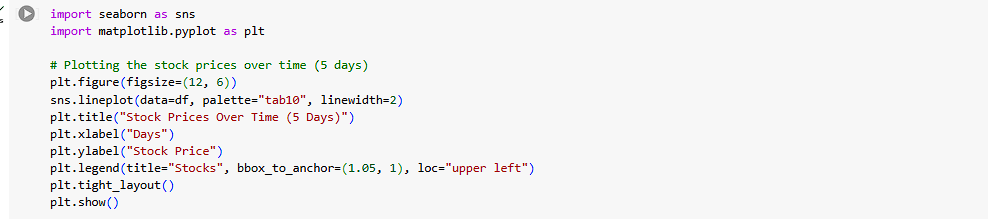 import seaborn as sns
import matplotlib.pyplot as plt
# Plotting the stock prices over time (5 days)
plt.figure(figsize=(12, 6))
sns.lineplot(data=df, palette="tab10", linewidth=2)
plt.title("Stock Prices Over Time (5 Days)")
plt.xlabel("Days")
plt.ylabel("Stock Price")
plt.legend(title="Stocks", bbox_to_anchor=(1.05, 1), loc="upper left")
plt.tight_layout()
plt.show()